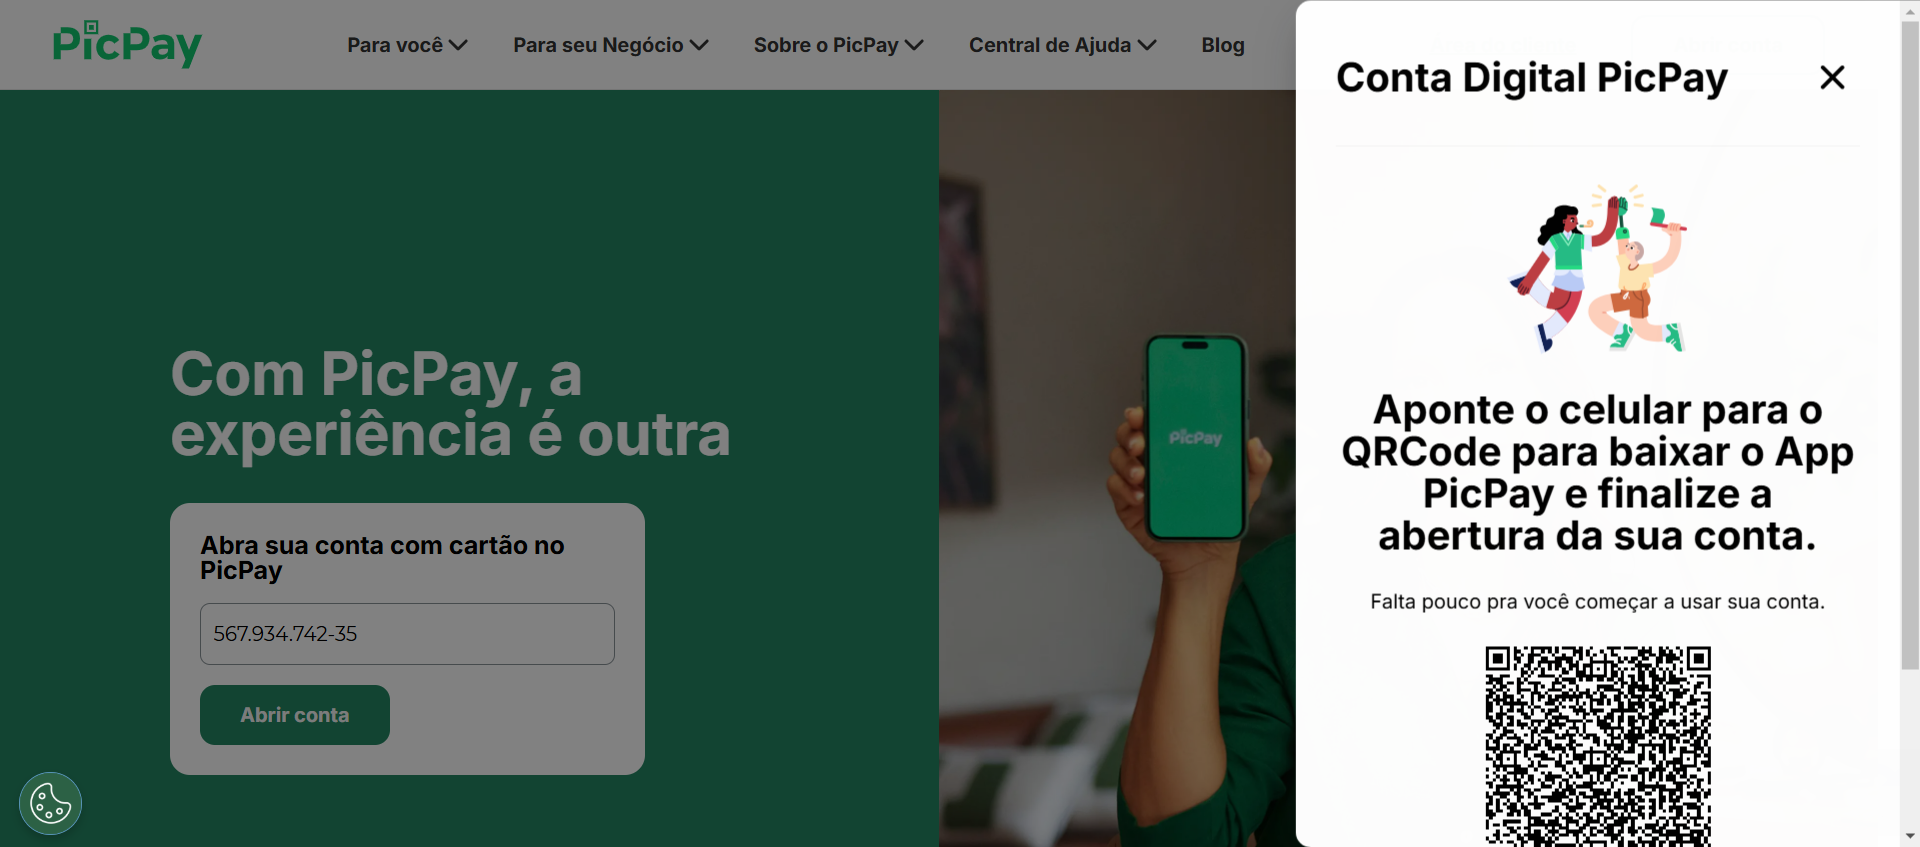 PicPay
Para você
Para seu Negócio
Sobre o PicPay
Central de Ajuda
Blog
Com PicPay, a
experiência é outra
Abra sua conta com cartão no
PicPay
567.934.742-35
Abrir conta
PicPay
Conta Digital PicPay
Aponte o celular para o
QRCode para baixar o App
PicPay e finalize a
abertura da sua conta.
Falta pouco pra você começar a usar sua conta.